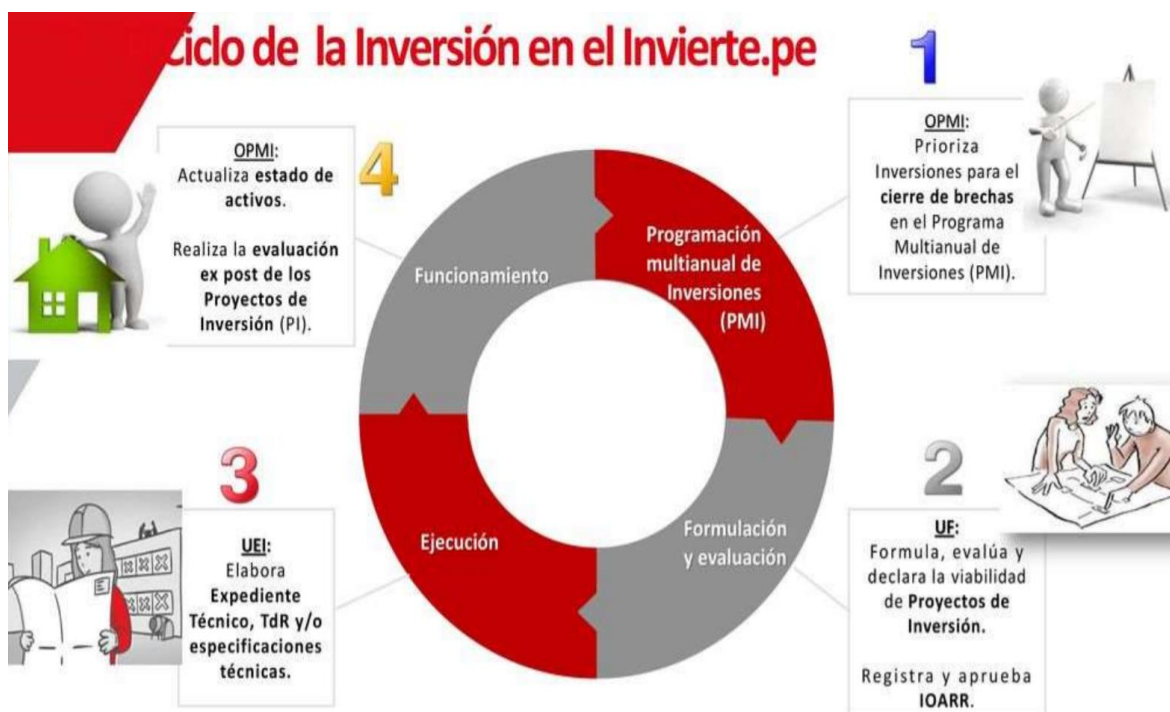 Ciclo de la Inversión en el Invierte.pe
1
OPMI:
Prioriza
Inversiones para el
cierre de brechas
en el Programa
Multianual de
Inversiones (PMI).
4
OPMI:
Actualiza estado de
activos.
Realiza la evaluación
ex post de los
Proyectos de
Inversión (PI).
Programación
multianual de
Inversiones
(PMI)
Funcionamiento
Formulación
y evaluación
Ejecución
2
UF:
Formula, evalúa y
declara la viabilidad
de Proyectos de
Inversión.
Registra y aprueba
IOARR.
3
UEI:
Elabora
Expediente
Técnico, TdR y/o
especificaciones
técnicas.